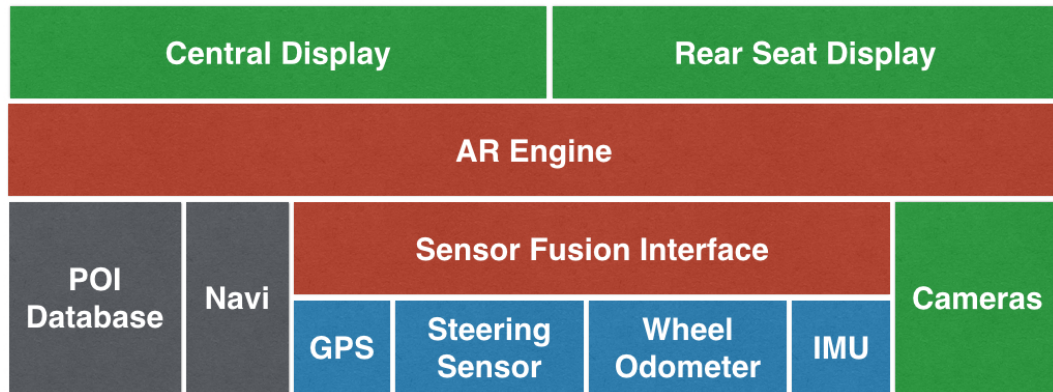 Central Display
Rear Seat Display
AR Engine
POI
Database
Navi
Sensor Fusion Interface
Cameras
GPS
Steering
Sensor
Wheel
Odometer
IMU